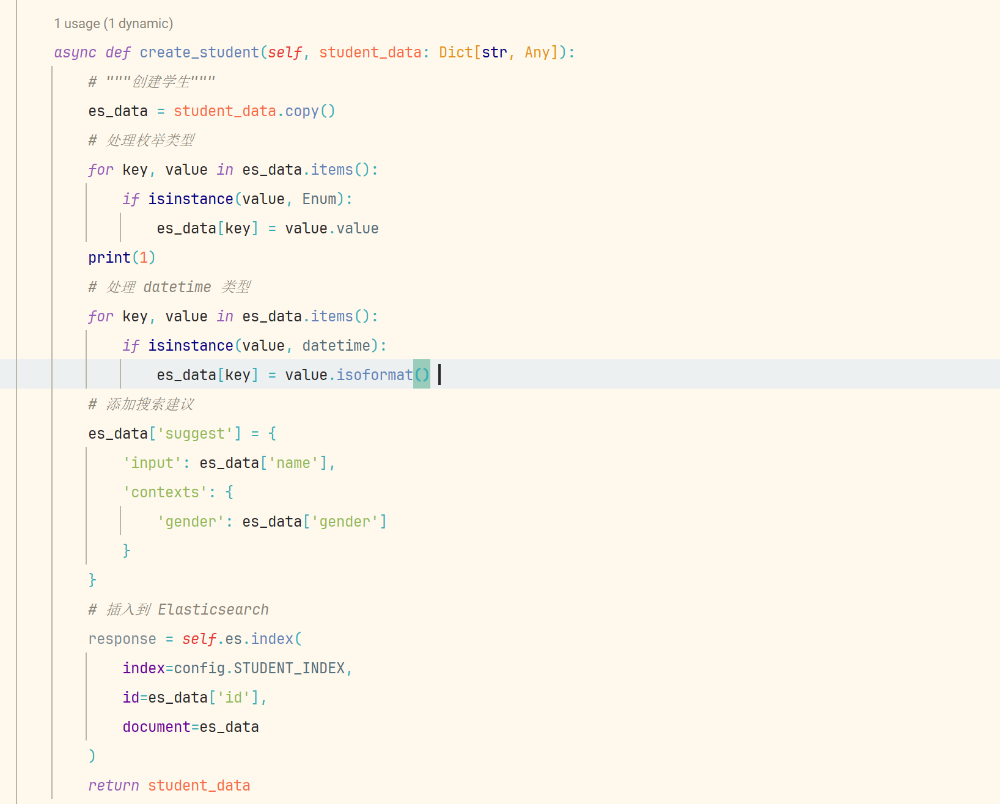 1 usage (1 dynamic)
async def create_student(self, student_data: Dict[str, Any]):
    # """创建学生"""
    es_data = student_data.copy()
    # 处理枚举类型
    for key, value in es_data.items():
        if isinstance(value, Enum):
            es_data[key] = value.value
    print(1)
    # 处理 datetime 类型
    for key, value in es_data.items():
        if isinstance(value, datetime):
            es_data[key] = value.isoformat()
    # 添加搜索建议
    es_data['suggest'] = {
        'input': es_data['name'],
        'contexts': {
            'gender': es_data['gender']
        }
    }
    # 插入到 Elasticsearch
    response = self.es.index(
        index=config.STUDENT_INDEX,
        id=es_data['id'],
        document=es_data
    )
    return student_data